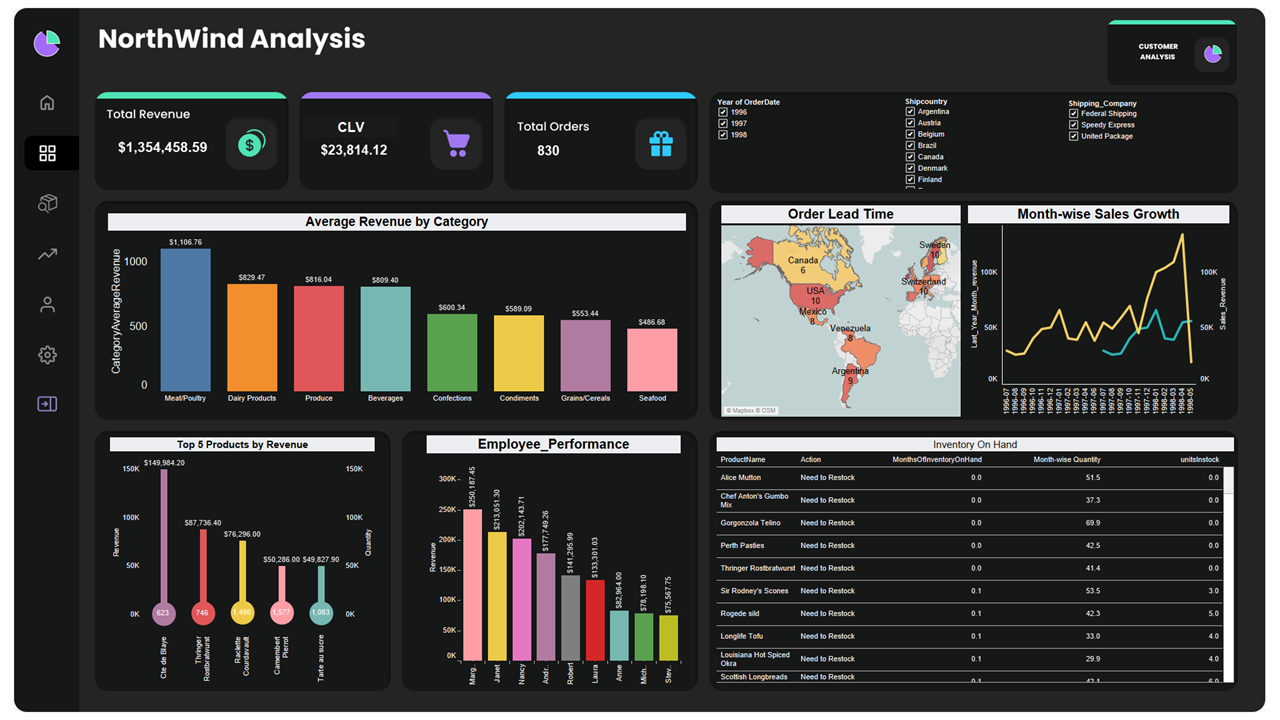 NorthWind Analysis
CUSTOMER
ANALYSIS
Total Revenue
$1,354,458.59
CLV
$23,814.12
Total Orders
830
Year of OrderDate
1996
1997
1998
Shipcountry
Argentina
Austria
Belgium
Brazil
Canada
Denmark
Finland
Shipping_Company
Federal Shipping
Speedy Express
United Package
Average Revenue by Category
CategoryAverageRevenue
1000
500
0
$1,106.76
$829.47
$816.04
$809.40
$600.34
$589.09
$553.44
$486.68
Meat/Poultry
Dairy Products
Produce
Beverages
Confections
Condiments
Grains/Cereals
Seafood
Order Lead Time
Sweden
10
Canada
6
Switzerland
10
USA
10
Mexico
8
Venezuela
8
Argentina
9
© Mapbox © OSM
Month-wise Sales Growth
Last_Year_Month_revenue
100K
50K
0K
100K
50K
0K
Sales_Revenue
1996-07
1996-08
1996-09
1996-10
1996-11
1996-12
1997-01
1997-02
1997-03
1997-04
1997-05
1997-06
1997-07
1997-08
1997-09
1997-10
1997-11
1997-12
1998-01
1998-02
1998-03
1998-04
1998-05
Top 5 Products by Revenue
Revenue
150K
100K
50K
0K
$149,984.20
$87,736.40
$76,296.00
$50,286.00
$49,827.90
623
746
1,496
1,577
1,083
150K
100K
50K
0K
Quantity
Cte de Blaye
Thringer
Rostbratwurst
Raclette
Courdavault
Camembert
Pierrot
Tarte au sucre
Employee_Performance
Revenue
300K
250K
200K
150K
100K
50K
0K
$250,187.45
$213,051.30
$202,143.71
$177,749.26
$141,295.99
$133,301.03
$82,964.00
$78,198.10
$75,567.75
Marg..
Janet
Nancy
Andr..
Robert
Laura
Anne
Mich..
Stev..
Inventory On Hand
ProductName Action MonthsOfInventoryOnHand Month-wise Quantity unitsInstock
Alice Mutton Need to Restock 0.0 51.5 0.0
Chef Anton's Gumbo
Mix Need to Restock 0.0 37.3 0.0
Gorgonzola Telino Need to Restock 0.0 69.9 0.0
Perth Pasties Need to Restock 0.0 42.5 0.0
Thringer Rostbratwurst Need to Restock 0.0 41.4 0.0
Sir Rodney's Scones Need to Restock 0.1 53.5 3.0
Rogede sild Need to Restock 0.1 42.3 5.0
Longlife Tofu Need to Restock 0.1 33.0 4.0
Louisiana Hot Spiced
Okra Need to Restock 0.1 29.9 4.0
Scottish Longbreads Need to Restock 0.1 42.1 6.0